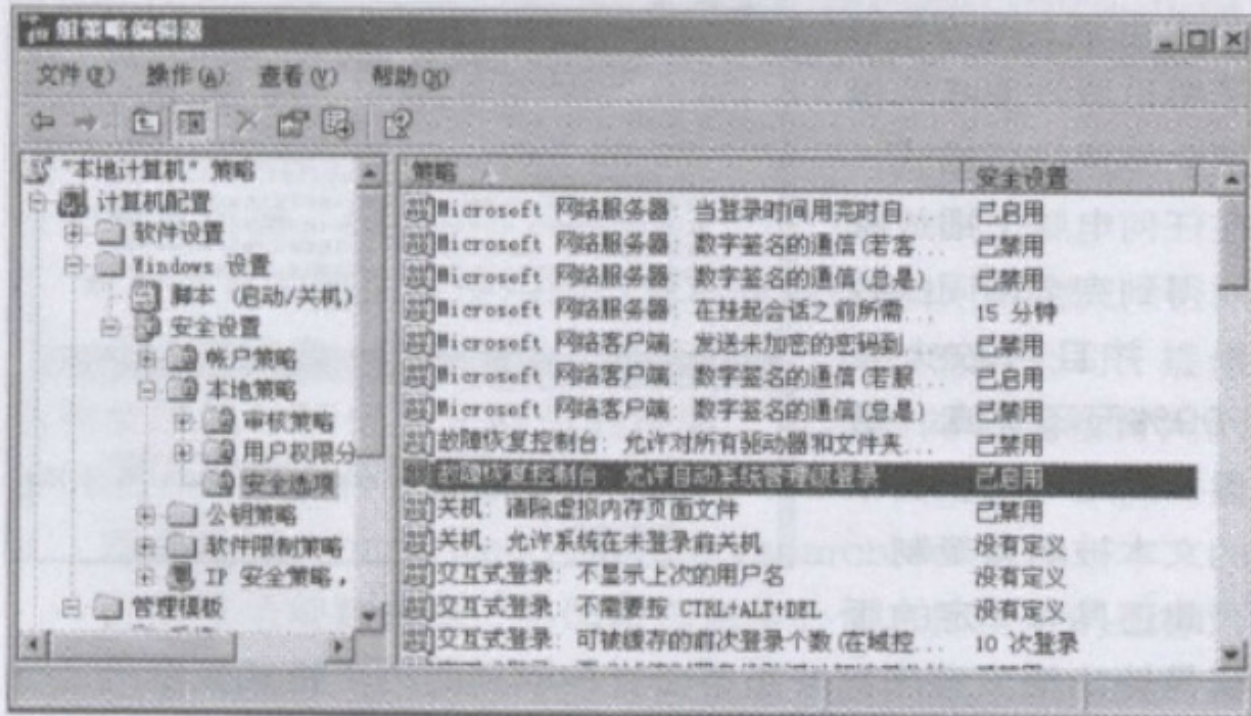 组策略编辑器
文件(F) 操作(A) 查看(V) 帮助(H)
"本地计算机" 策略
计算机配置
软件设置
Windows 设置
脚本 (启动/关机)
安全设置
帐户策略
本地策略
审核策略
用户权限分
安全选项
公钥策略
软件限制策略
IP 安全策略,
管理模板
策略 安全设置
Microsoft 网络服务器: 当登录时间用完时自... 已启用
Microsoft 网络服务器: 数字签名的通信(若客... 已禁用
Microsoft 网络服务器: 数字签名的通信(总是) 已禁用
Microsoft 网络服务器: 在挂起会话之前所需... 15 分钟
Microsoft 网络客户端: 发送未加密的密码到... 已禁用
Microsoft 网络客户端: 数字签名的通信(若服... 已启用
Microsoft 网络客户端: 数字签名的通信(总是) 已禁用
故障恢复控制台: 允许对所有驱动器和文件夹... 已禁用
故障恢复控制台: 允许自动系统管理级登录 已启用
关机: 清除虚拟内存页面文件 已禁用
关机: 允许系统在未登录前关机 没有定义
交互式登录: 不显示上次的用户名 没有定义
交互式登录: 不需要按 CTRL+ALT+DEL 没有定义
交互式登录: 可被缓存的前次登录个数(在域控... 10 次登录